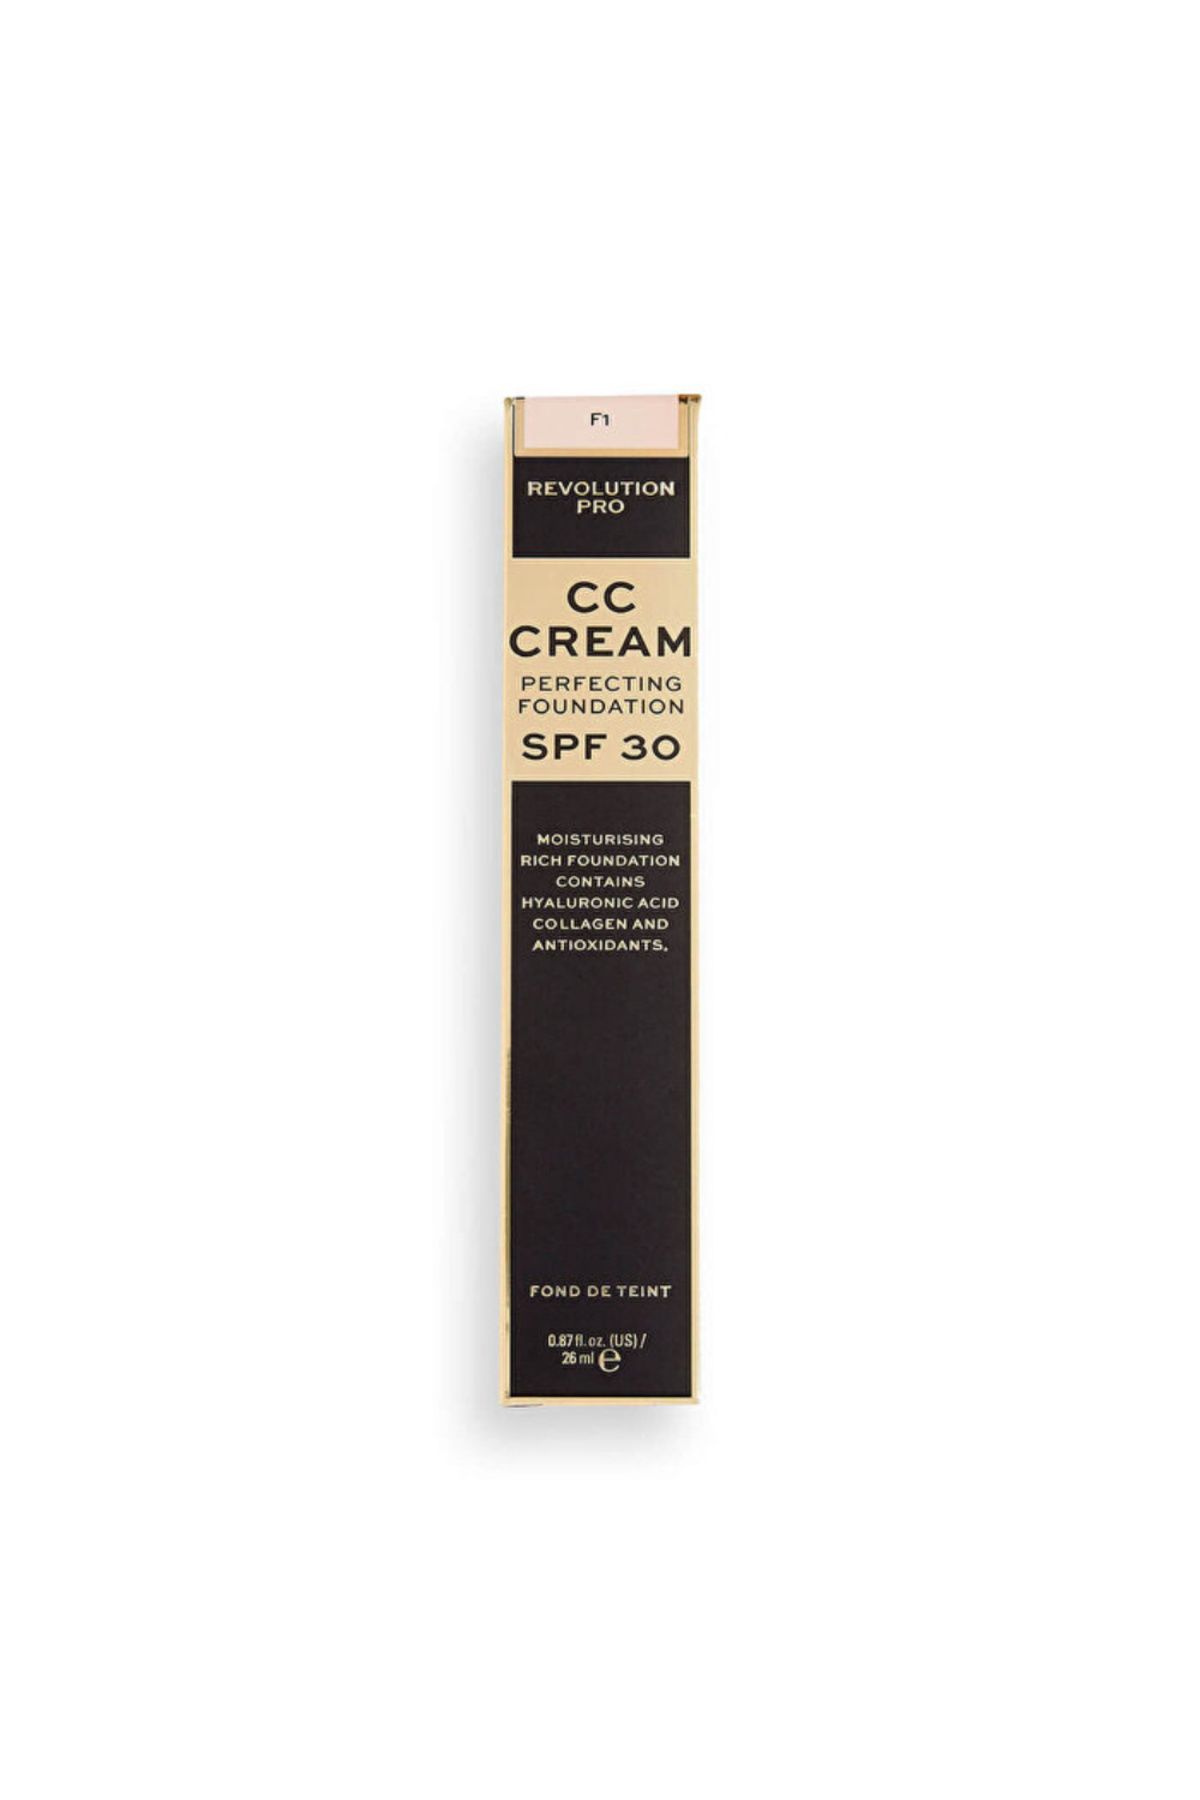 F1
REVOLUTION
PRO
CC
CREAM
PERFECTING
FOUNDATION
SPF 30
MOISTURISING
RICH FOUNDATION
CONTAINS
HYALURONIC ACID
COLLAGEN AND
ANTIOXIDANTS.
FOND DE TEINT
0.87 fl. oz. (US) /
26 ml ℮